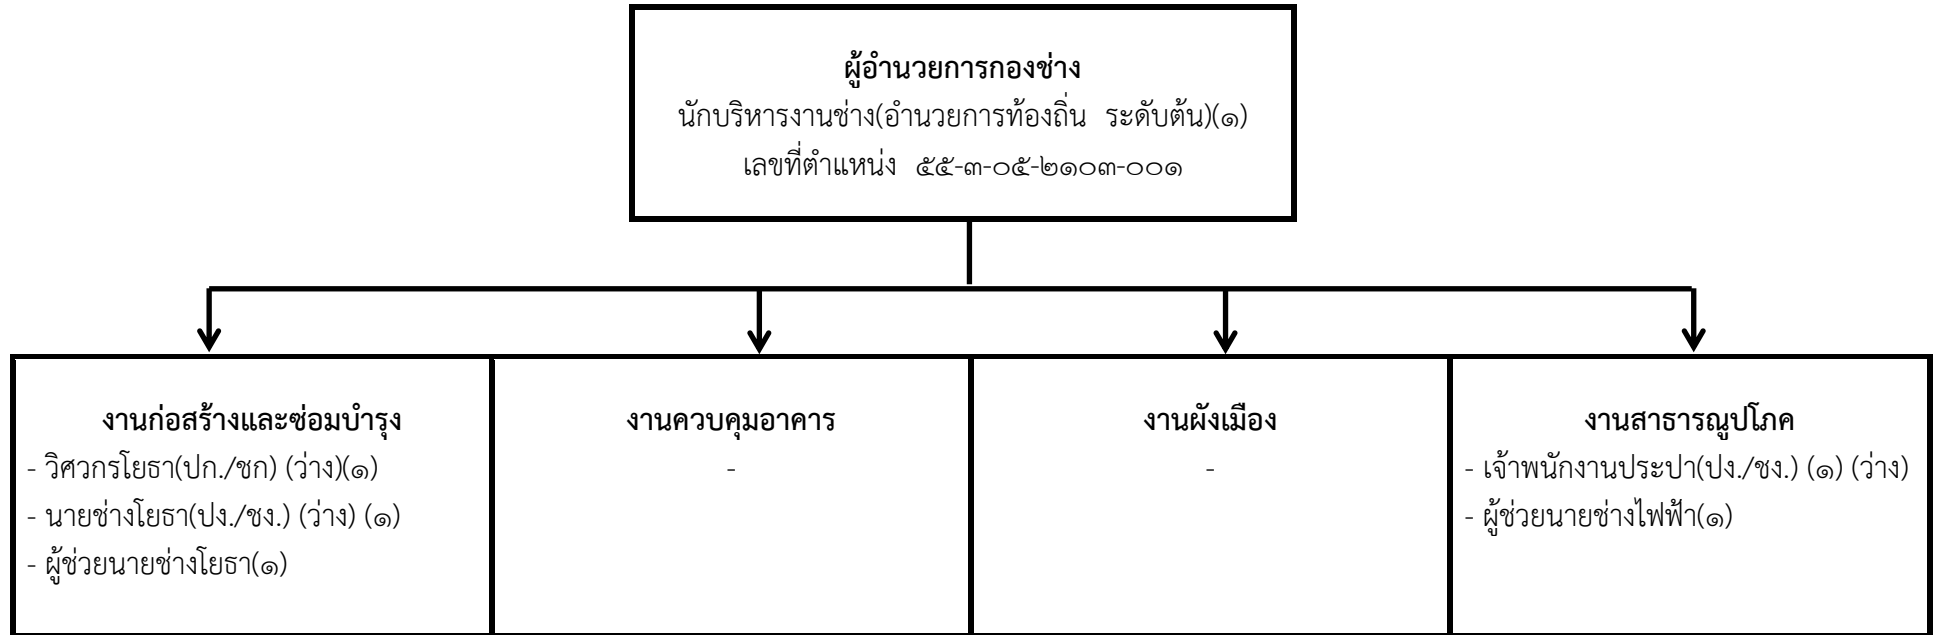 ผู้อำนวยการกองช่าง
นักบริหารงานช่าง(อำนวยการท้องถิ่น ระดับต้น)(๑)
เลขที่ตำแหน่ง ๕๕-๓-๐๕-๒๑๐๓-๐๐๑
งานก่อสร้างและซ่อมบำรุง
- วิศวกรโยธา(ปก./ชก) (ว่าง)(๑)
- นายช่างโยธา(ปง./ชง.) (ว่าง) (๑)
- ผู้ช่วยนายช่างโยธา(๑)
งานควบคุมอาคาร
-
งานผังเมือง
-
งานสาธารณูปโภค
- เจ้าพนักงานประปา(ปง./ชง.) (๑) (ว่าง)
- ผู้ช่วยนายช่างไฟฟ้า(๑)